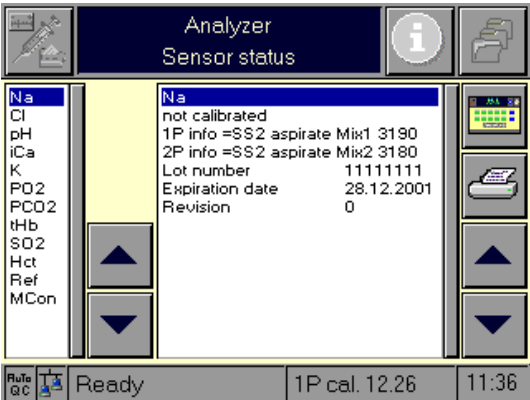 Analyzer
Sensor status
Na
Cl
pH
iCa
K
PO2
PCO2
tHb
SO2
Hct
Ref
MCon
Na
not calibrated
1P info =SS2 aspirate Mix1 3190
2P info =SS2 aspirate Mix2 3180
Lot number 11111111
Expiration date 28.12.2001
Revision 0
AuTo
QC
Ready
1P cal. 12.26
11:36